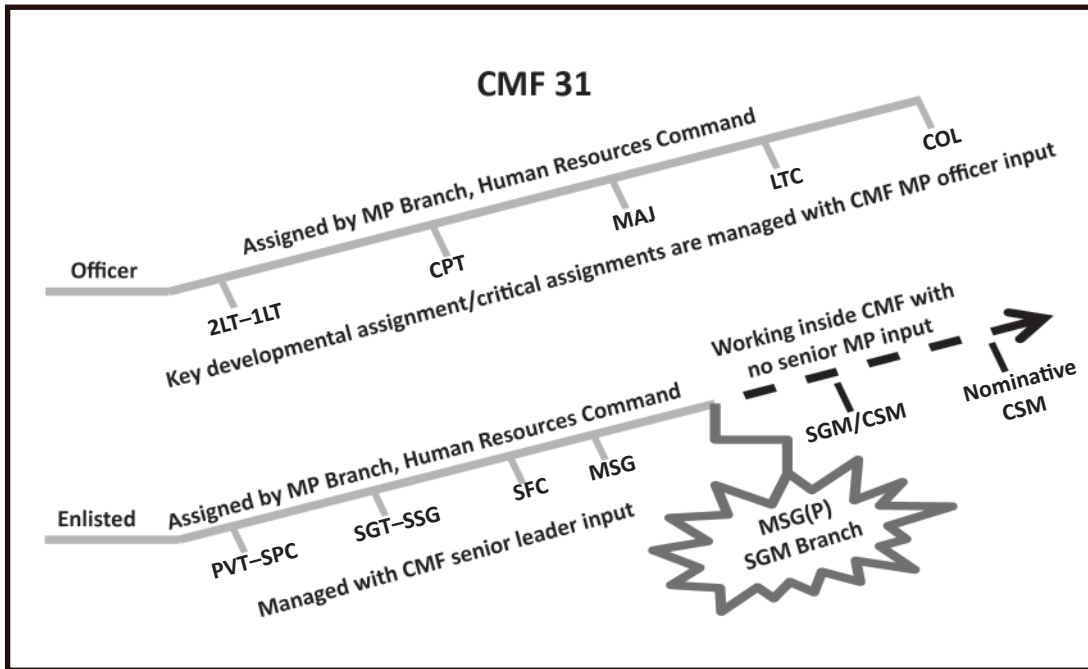 CMF 31
Assigned by MP Branch, Human Resources Command
Officer
2LT–1LT
CPT
MAJ
LTC
COL
Key developmental assignment/critical assignments are managed with CMF MP officer input
Working inside CMF with
no senior MP input
Assigned by MP Branch, Human Resources Command
Enlisted
PVT–SPC
SGT–SSG
SFC
MSG
SGM/CSM
Nominative
CSM
Managed with CMF senior leader input
MSG(P)
SGM Branch